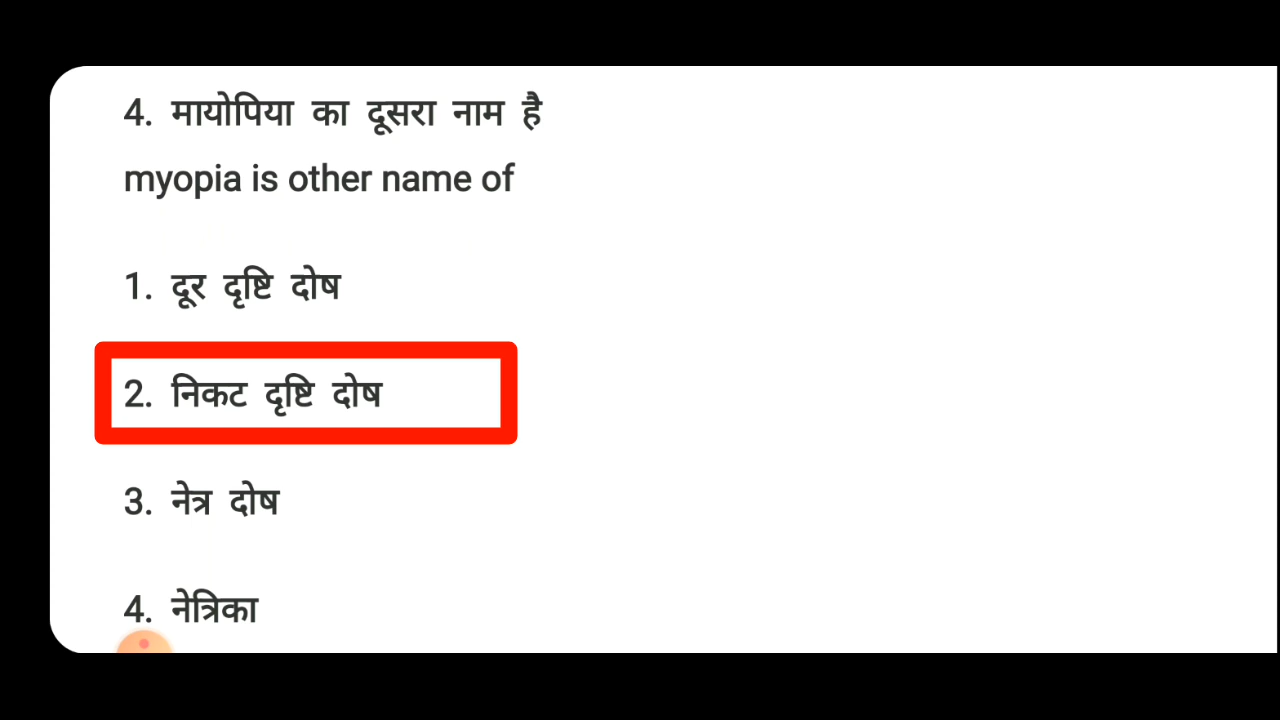 4. मायोपिया का दूसरा नाम है
myopia is other name of
1. दूर दृष्टि दोष
2. निकट दृष्टि दोष
3. नेत्र दोष
4. नेत्रिका